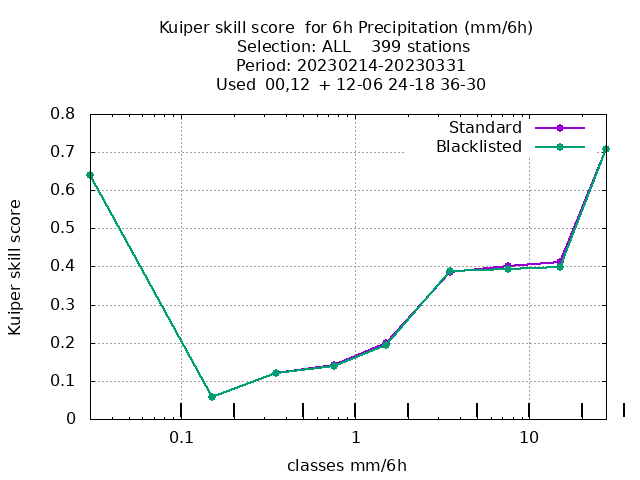 Kuiper skill score  for 6h Precipitation (mm/6h)
Selection: ALL    399 stations
Period: 20230214-20230331
Used  00,12  + 12-06 24-18 36-30
Standard
Blacklisted
Kuiper skill score
0.8
0.7
0.6
0.5
0.4
0.3
0.2
0.1
0
0.1 1 10
classes mm/6h